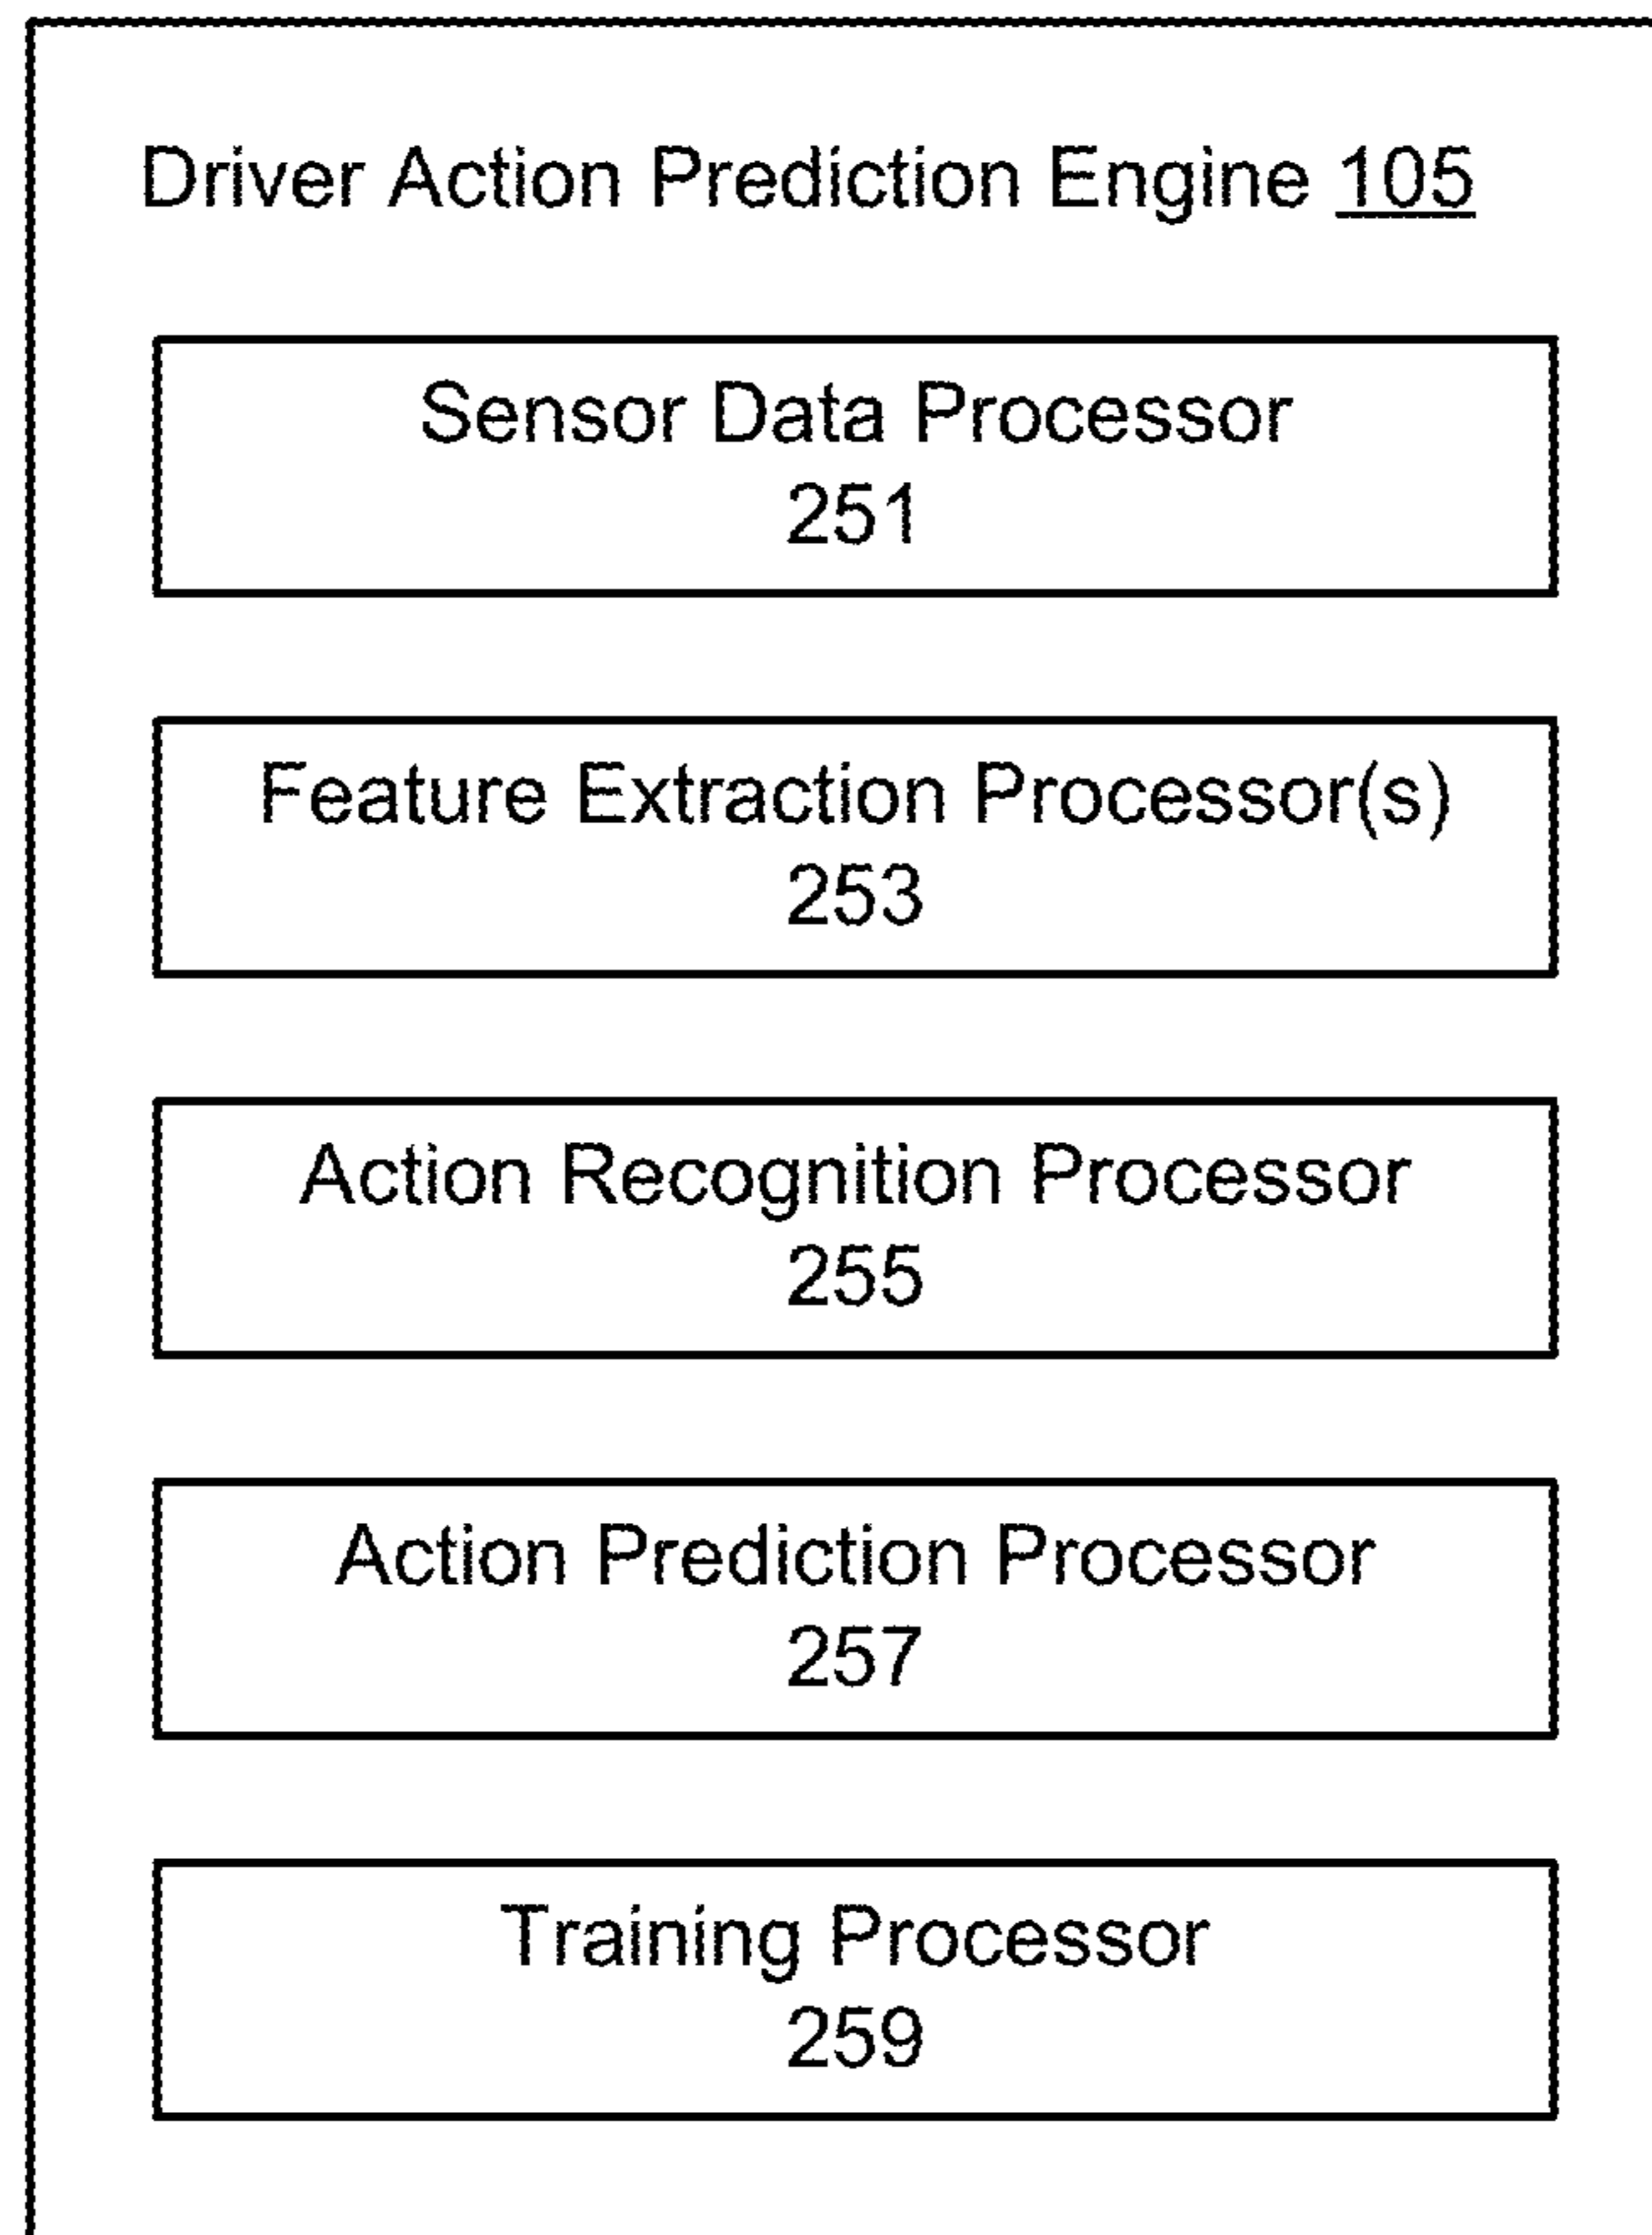 Driver Action Prediction Engine 105
Sensor Data Processor
251
Feature Extraction Processor(s)
253
Action Recognition Processor
255
Action Prediction Processor
257
Training Processor
259